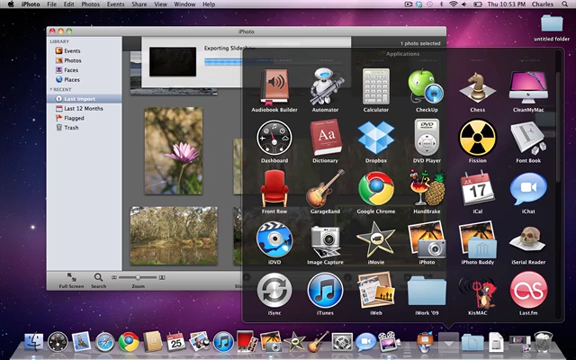 iPhoto File Edit Photos Events Share View Window Help
Thu 10:53 PM Charles
iPhoto
untitled folder
LIBRARY
Events
Photos
Faces
Places
RECENT
Last Import
Last 12 Months
Flagged
Trash
Exporting Slideshow
1 photo selected
Applications
Audiobook Builder Automator Calculator CheckUp Chess CleanMyMac
Dashboard Dictionary Dropbox DVD Player Fission Font Book
Front Row GarageBand Google Chrome HandBrake iCal iChat
iDVD Image Capture iMovie iPhoto iPhoto Buddy iSerial Reader
iSync iTunes iWeb iWork '09 KisMAC Last.fm
Full Screen Search Zoom